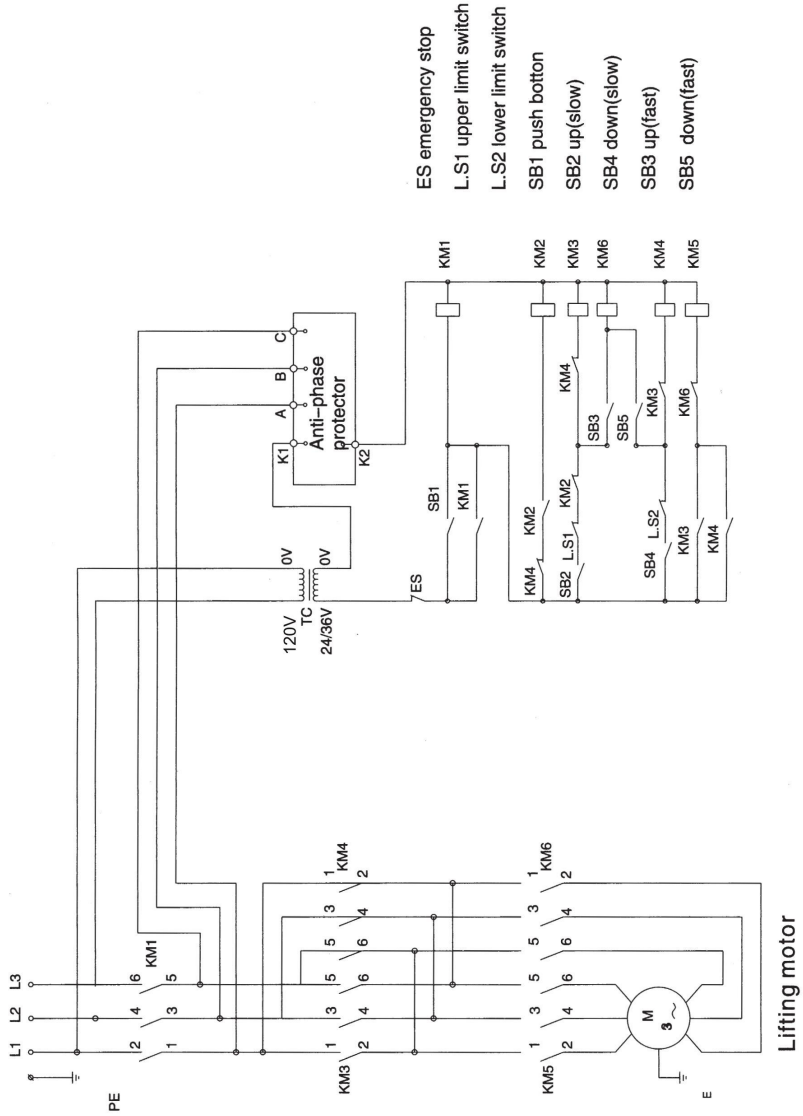 PE
L1
L2
L3
2
4
6
KM1
1
3
5
KM3
1
3
5
5
3
1
KM4
2
4
6
6
4
2
KM5
1
3
5
5
3
1
KM6
2
4
6
6
4
2
M
3 ~
E
Lifting motor
120V
0V
TC
24/36V
0V
ES
K1
A
B
C
Anti-phase
protector
K2
SB1
KM1
KM1
KM4
KM2
KM2
SB2
L.S1
KM2
KM4
KM3
SB3
SB5
KM6
SB4
L.S2
KM3
KM4
KM3
KM4
KM6
KM5
ES emergency stop
L.S1 upper limit switch
L.S2 lower limit switch
SB1 push botton
SB2 up(slow)
SB4 down(slow)
SB3 up(fast)
SB5 down(fast)